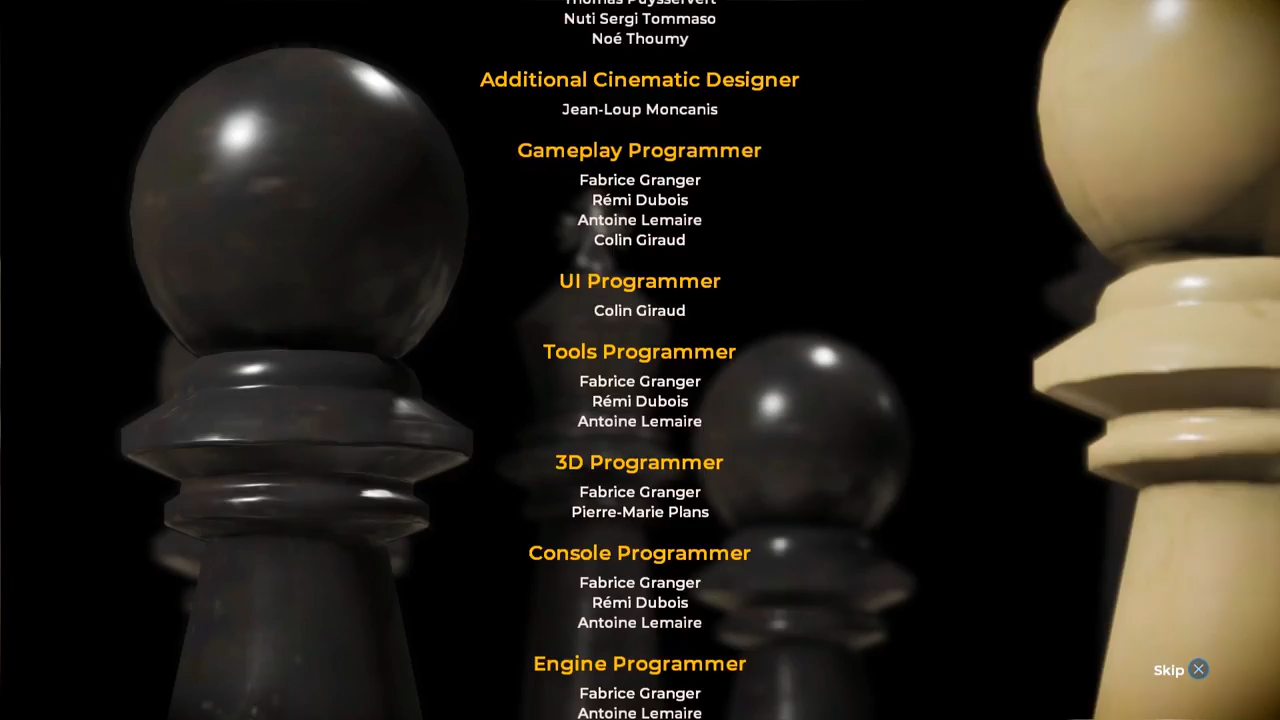 Thomas Puysservert
Nuti Sergi Tommaso
Noé Thoumy
Additional Cinematic Designer
Jean-Loup Moncanis
Gameplay Programmer
Fabrice Granger
Rémi Dubois
Antoine Lemaire
Colin Giraud
UI Programmer
Colin Giraud
Tools Programmer
Fabrice Granger
Rémi Dubois
Antoine Lemaire
3D Programmer
Fabrice Granger
Pierre-Marie Plans
Console Programmer
Fabrice Granger
Rémi Dubois
Antoine Lemaire
Engine Programmer
Fabrice Granger
Antoine Lemaire
Skip